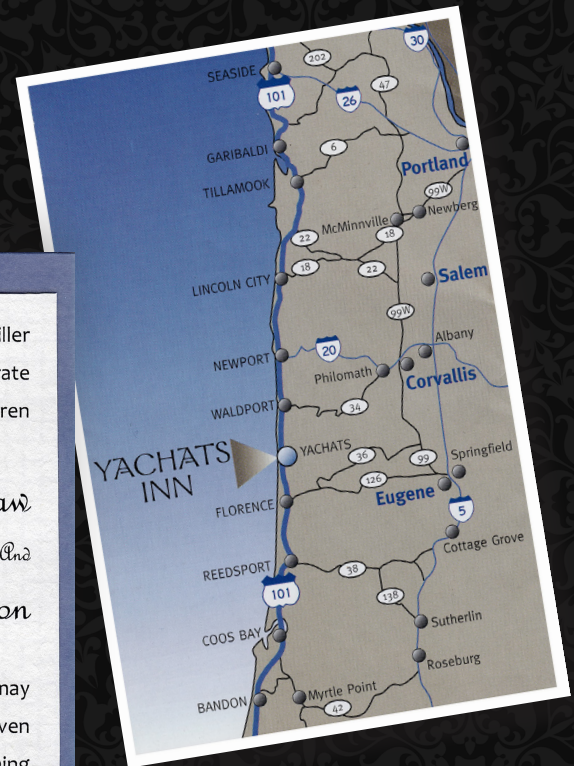 30
202
SEASIDE
101
26
47
GARIBALDI
6
Portland
TILLAMOOK
99W
McMinnville
Newberg
22
18
18
22
LINCOLN CITY
Salem
99W
NEWPORT
20
Albany
Philomath
Corvallis
WALDPORT
34
YACHATS
INN
YACHATS
36
99
Springfield
126
Eugene
FLORENCE
5
Cottage Grove
REEDSPORT
38
101
138
Sutherlin
COOS BAY
Roseburg
BANDON
Myrtle Point
42
iller
rate
ren
aw
And
on
nay
ven